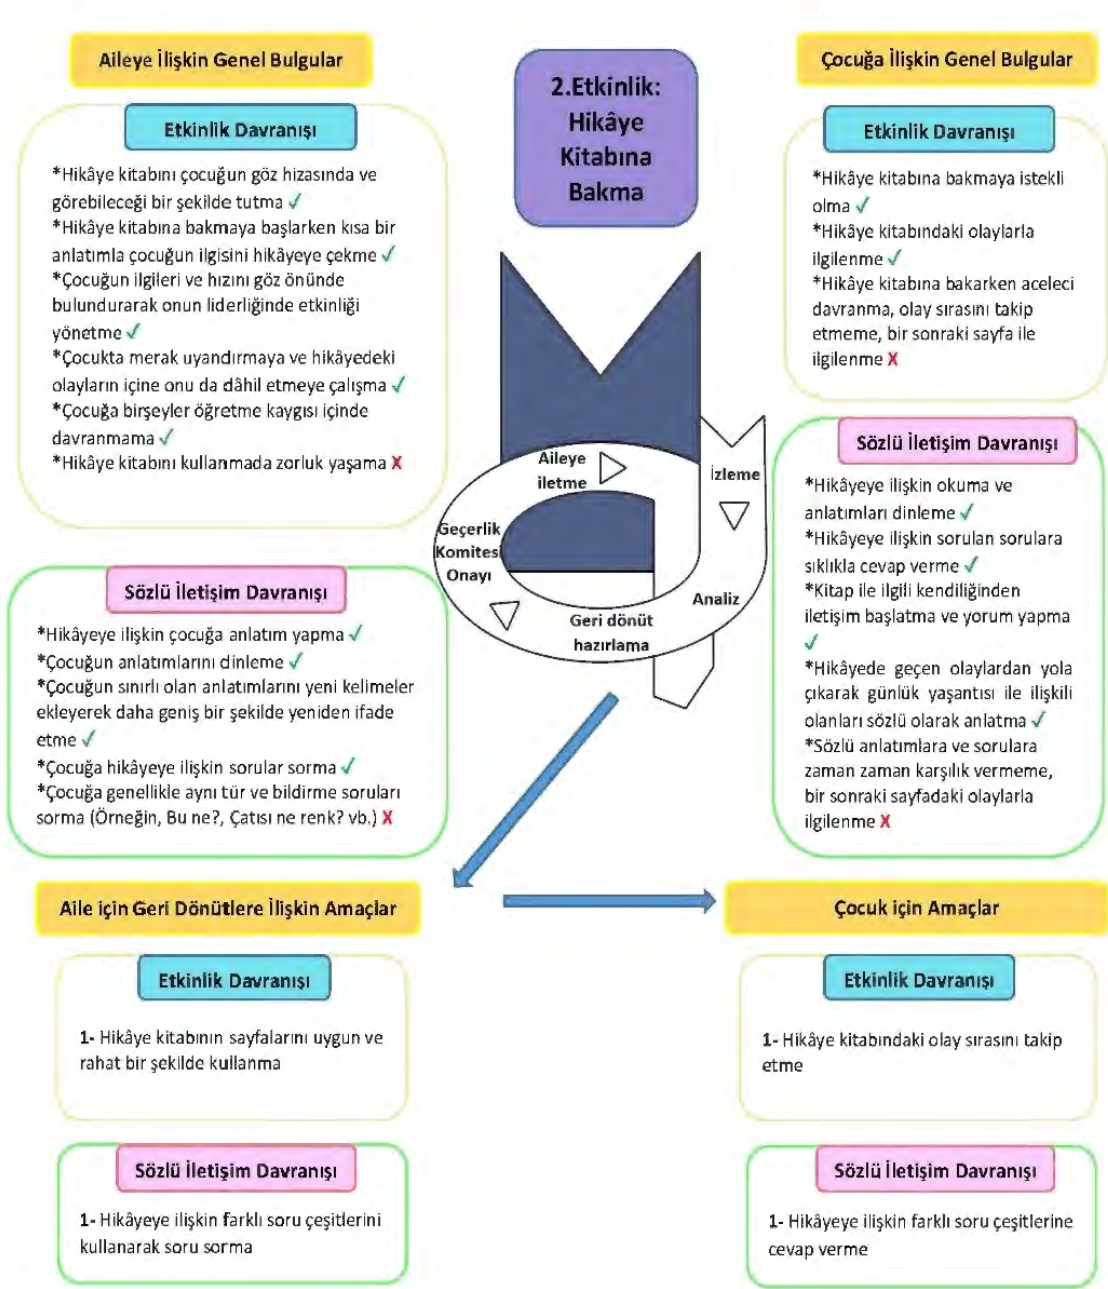 Aileye İlişkin Genel Bulgular
Etkinlik Davranışı
*Hikâye kitabını çocuğun göz hizasında ve
görebileceği bir şekilde tutma ✓
*Hikâye kitabına bakmaya başlarken kısa bir
anlatımla çocuğun ilgisini hikâyeye çekme ✓
*Çocuğun ilgileri ve hızını göz önünde
bulundurarak onun liderliğinde etkinliği
yönetme ✓
*Çocukta merak uyandırmaya ve hikâyedeki
olayların içine onu da dâhil etmeye çalışma ✓
*Çocuğa birşeyler öğretme kaygısı içinde
davranmama ✓
*Hikâye kitabını kullanmada zorluk yaşama X
Sözlü İletişim Davranışı
*Hikâyeye ilişkin çocuğa anlatım yapma ✓
*Çocuğun anlatımlarını dinleme ✓
*Çocuğun sınırlı olan anlatımlarını yeni kelimeler
ekleyerek daha geniş bir şekilde yeniden ifade
etme ✓
*Çocuğa hikâyeye ilişkin sorular sorma ✓
*Çocuğa genellikle aynı tür ve bildirme soruları
sorma (Örneğin, Bu ne?, Çatısı ne renk? vb.) X
2.Etkinlik:
Hikâye
Kitabına
Bakma
İzleme
Analiz
Geri dönüt
hazırlama
Geçerlik
Komitesi
Onayı
Aileye
iletme
Çocuğa İlişkin Genel Bulgular
Etkinlik Davranışı
*Hikâye kitabına bakmaya istekli
olma ✓
*Hikâye kitabındaki olaylarla
ilgilenme ✓
*Hikâye kitabına bakarken aceleci
davranma, olay sırasını takip
etmeme, bir sonraki sayfa ile
ilgilenme X
Sözlü İletişim Davranışı
*Hikâyeye ilişkin okuma ve
anlatımları dinleme ✓
*Hikâyeye ilişkin sorulan sorulara
sıklıkla cevap verme ✓
*Kitap ile ilgili kendiliğinden
iletişim başlatma ve yorum yapma
✓
*Hikâyede geçen olaylardan yola
çıkarak günlük yaşantısı ile ilişkili
olanları sözlü olarak anlatma ✓
*Sözlü anlatımlara ve sorulara
zaman zaman karşılık vermeme,
bir sonraki sayfadaki olaylarla
ilgilenme X
Aile için Geri Dönütlere İlişkin Amaçlar
Etkinlik Davranışı
1- Hikâye kitabının sayfalarını uygun ve
rahat bir şekilde kullanma
Sözlü İletişim Davranışı
1- Hikâyeye ilişkin farklı soru çeşitlerini
kullanarak soru sorma
Çocuk için Amaçlar
Etkinlik Davranışı
1- Hikâye kitabındaki olay sırasını takip
etme
Sözlü İletişim Davranışı
1- Hikâyeye ilişkin farklı soru çeşitlerine
cevap verme